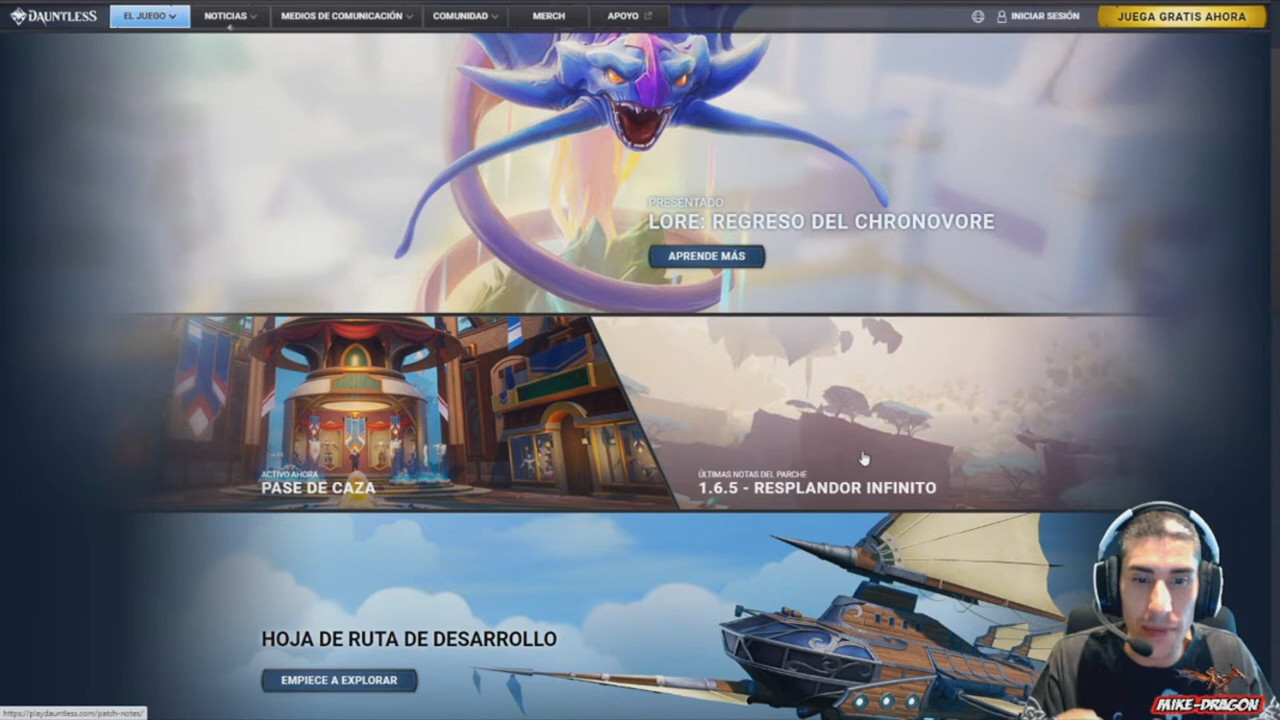 DAUNTLESS
EL JUEGO
NOTICIAS
MEDIOS DE COMUNICACIÓN
COMUNIDAD
MERCH
APOYO
INICIAR SESIÓN
JUEGA GRATIS AHORA
PRESENTADO
LORE: REGRESO DEL CHRONOVORE
APRENDE MÁS
ACTIVO AHORA
PASE DE CAZA
ÚLTIMAS NOTAS DEL PARCHE
1.6.5 - RESPLANDOR INFINITO
HOJA DE RUTA DE DESARROLLO
EMPIECE A EXPLORAR
https://playdauntless.com/patch-notes/
MIKE-DRAGON